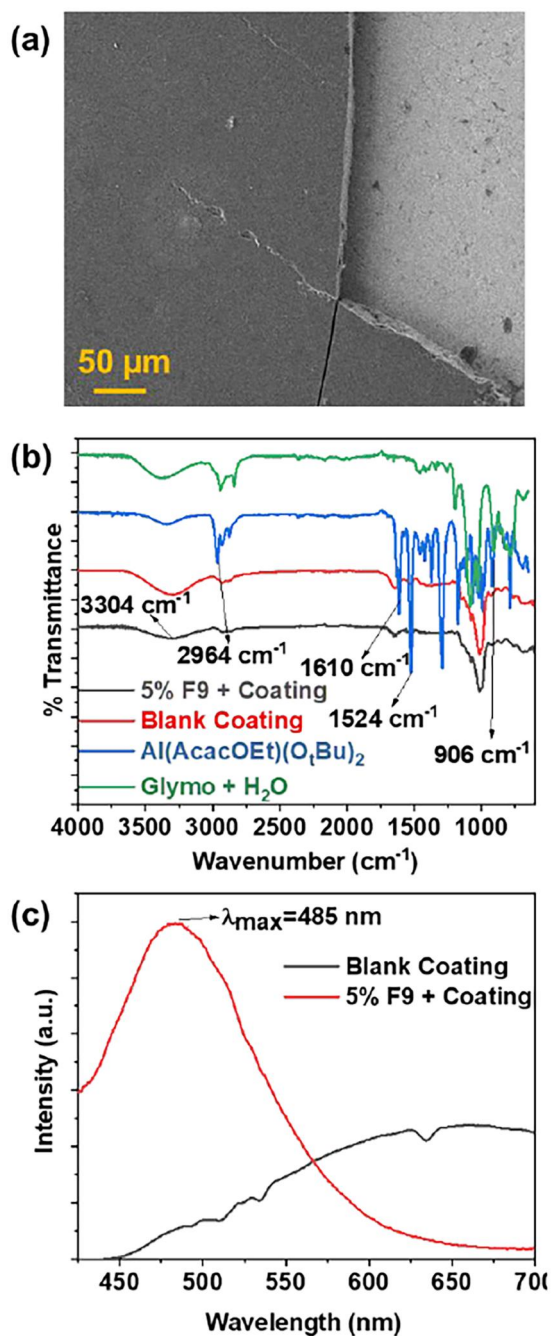 (a)
50 μm
(b)
% Transmittance
3304 cm⁻¹
2964 cm⁻¹
1610 cm⁻¹
1524 cm⁻¹
906 cm⁻¹
5% F9 + Coating
Blank Coating
Al(AcacOEt)(OₜBu)₂
Glymo + H₂O
4000 3500 3000 2500 2000 1500 1000
Wavenumber (cm⁻¹)
(c)
λmax=485 nm
Blank Coating
5% F9 + Coating
Intensity (a.u.)
450 500 550 600 650
Wavelength (nm)